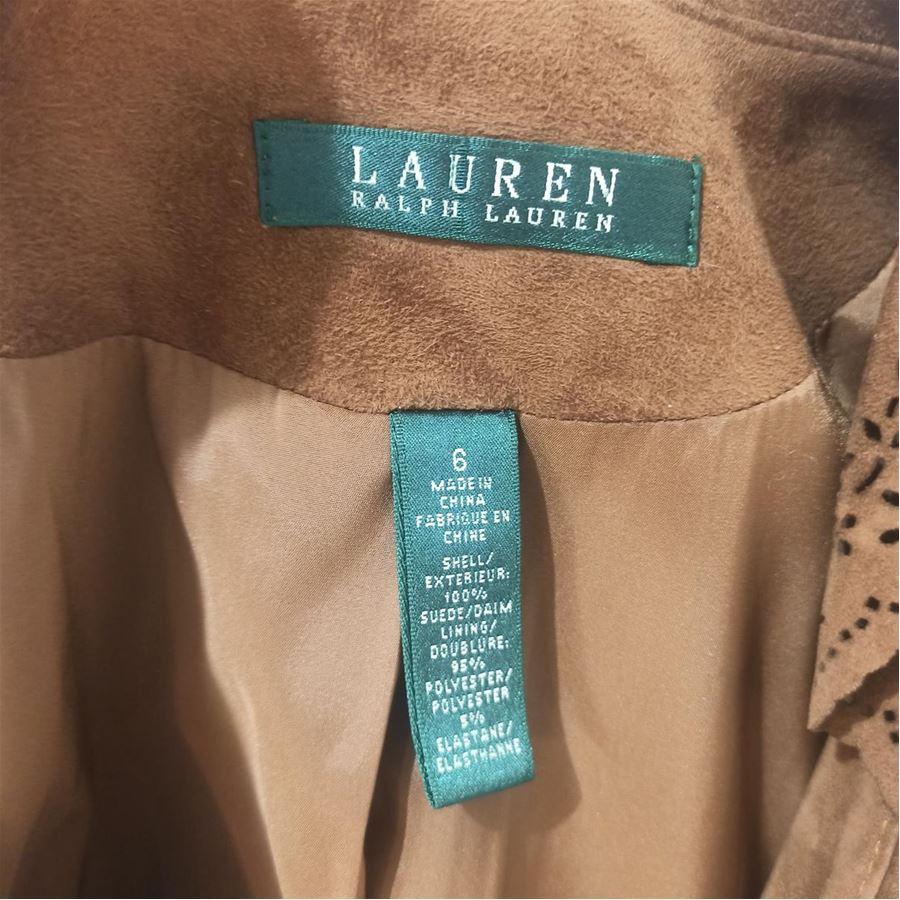 LAUREN
RALPH LAUREN
6
MADE IN
CHINA
FABRIQUE EN
CHINE
SHELL/
EXTERIEUR:
100%
SUEDE/DAIM
LINING/
DOUBLURE:
95%
POLYESTER/
POLYESTER
5%
ELASTANE/
ELASTHANNE